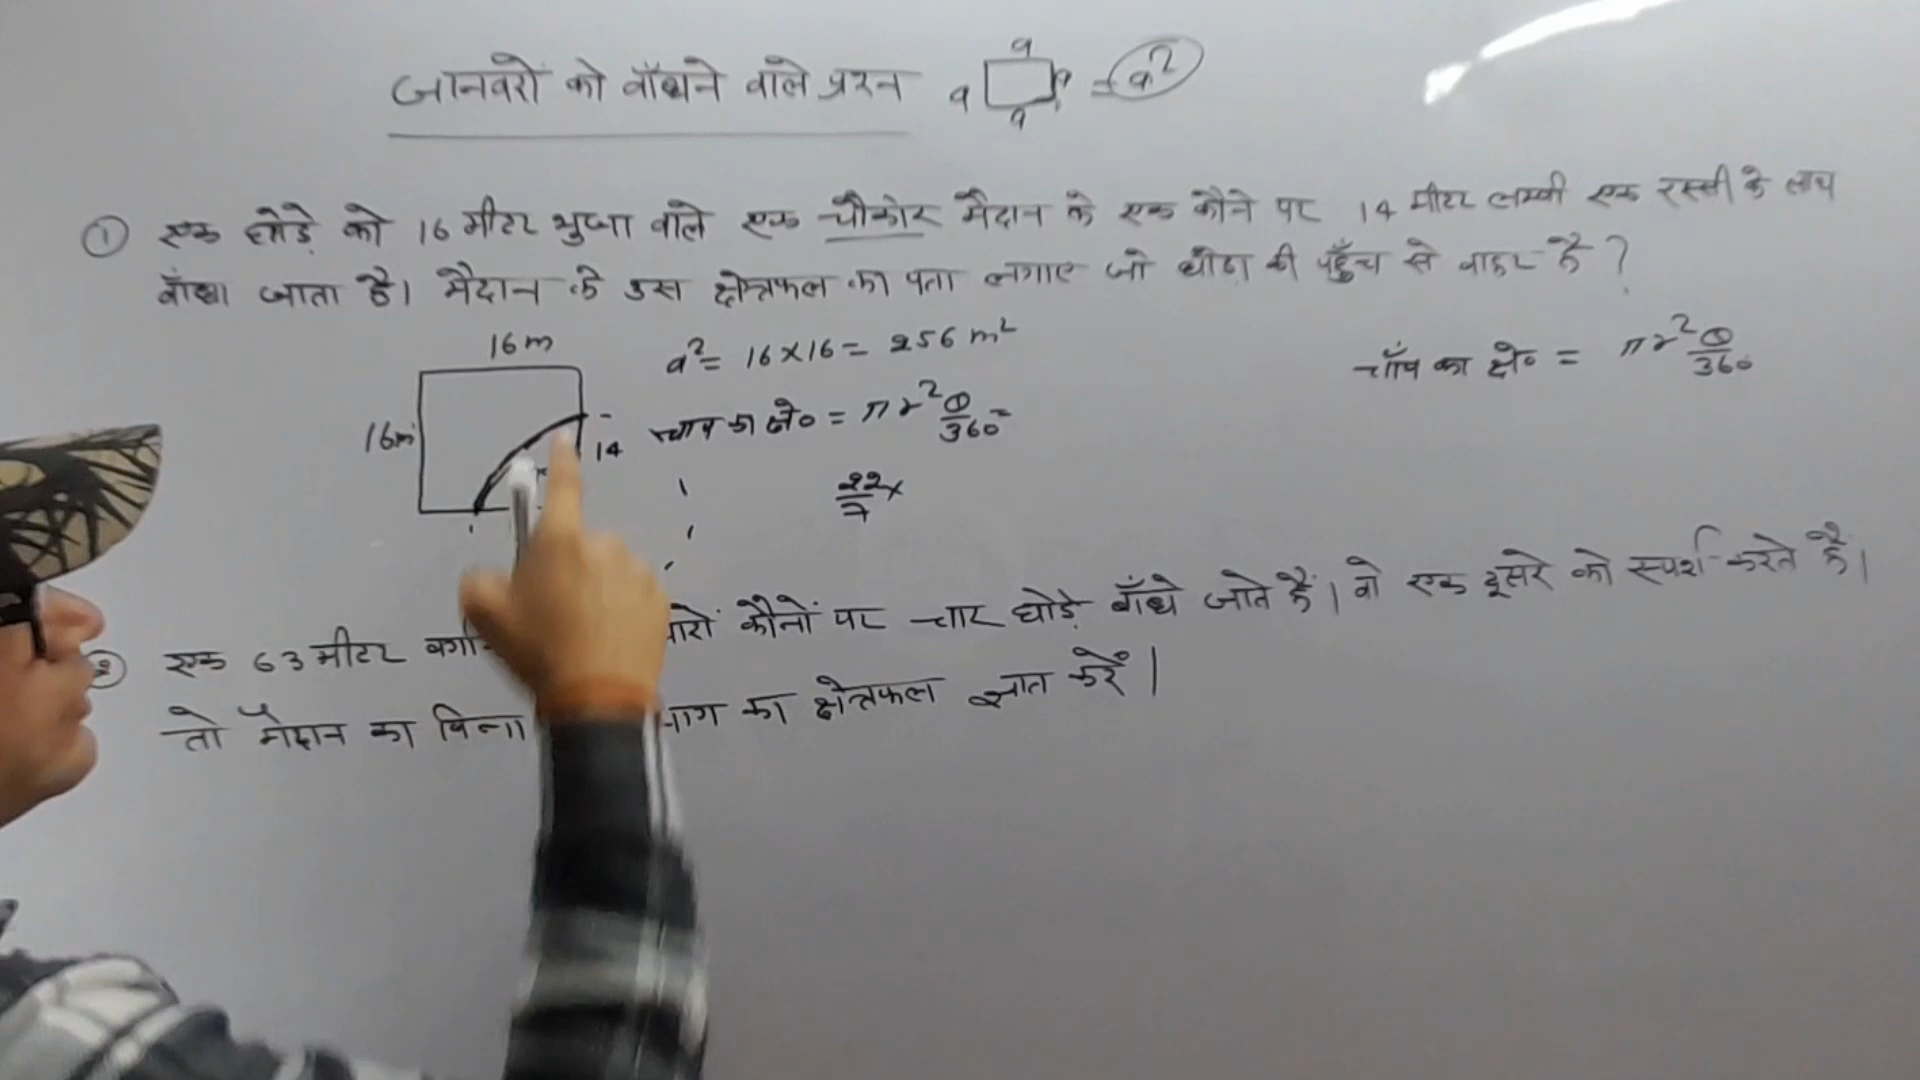 जानवरों को बाँधने वाले प्रश्न
a
a a = a²
a
① एक घोड़े को 16 मीटर भुजा वाले एक चौकोर मैदान के एक कौने पर 14 मीटर लम्बी एक रस्सी के साथ
बाँधा जाता है। मैदान के उस क्षेत्रफल का पता लगाए जो घोड़ा की पहुँच से बाहर है ?
16m
16m
14
a² = 16×16 = 256 m²
चाप का क्षे० = πr² θ/360 =
22/7 ×
चाँप का क्षे० = πr² θ/360
② एक 63 मीटर वर्गा चारों कौनों पर चार घोड़े बाँधे जाते हैं। वो एक दूसरे को स्पर्श करते हैं।
तो मैदान का बिना भाग का क्षेत्रफल ज्ञात करें।